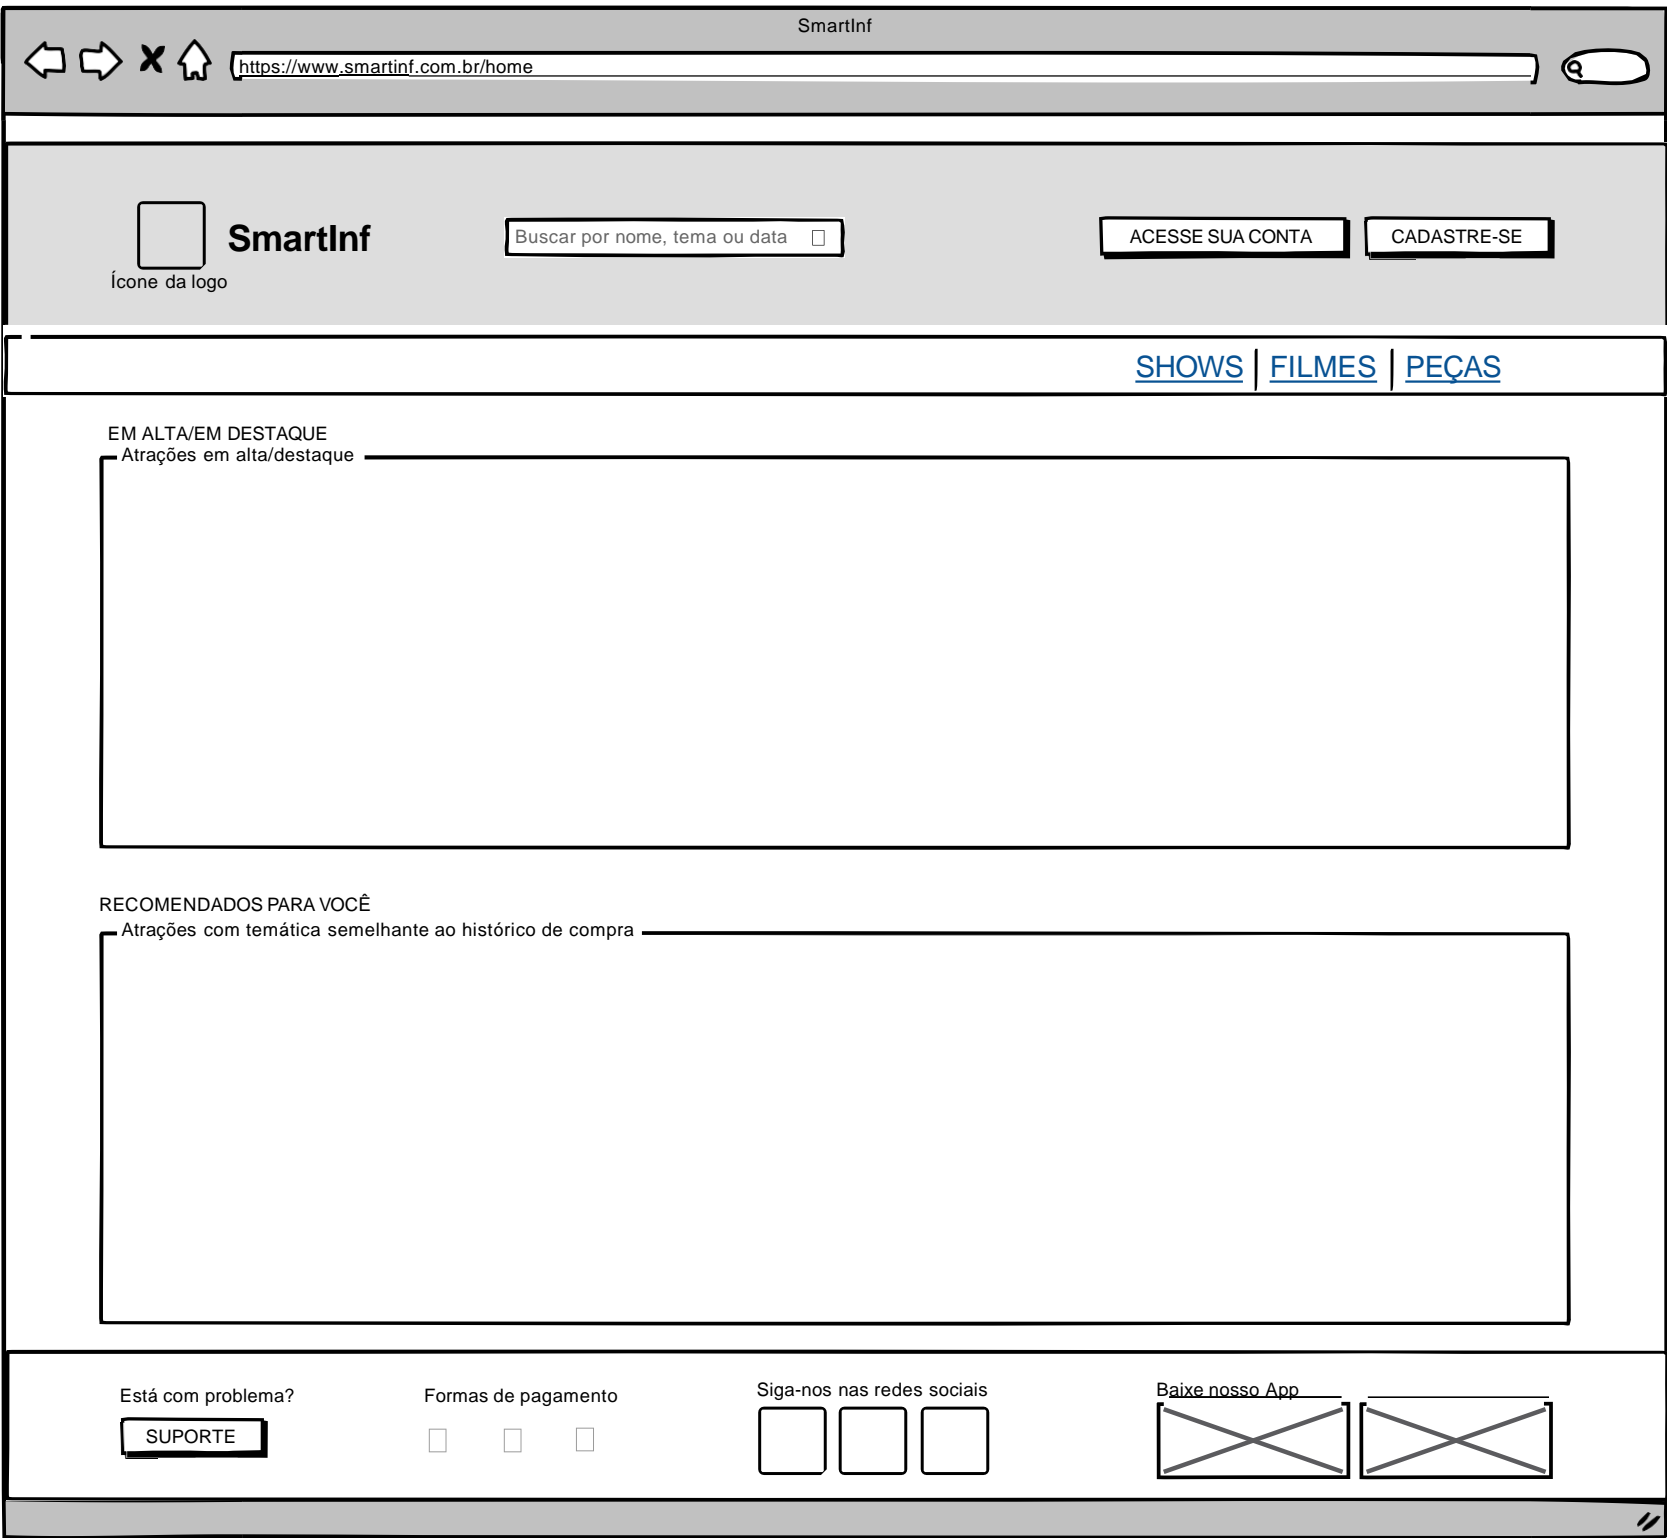 SmartInf
https://www.smartinf.com.br/home
SmartInf
Buscar por nome, tema ou data
ACESSE SUA CONTA
CADASTRE-SE
Ícone da logo
SHOWS
FILMES
PEÇAS
EM ALTA/EM DESTAQUE
Atrações em alta/destaque
RECOMENDADOS PARA VOCÊ
Atrações com temática semelhante ao histórico de compra
Está com problema?
SUPORTE
Formas de pagamento
Siga-nos nas redes sociais
Baixe nosso App